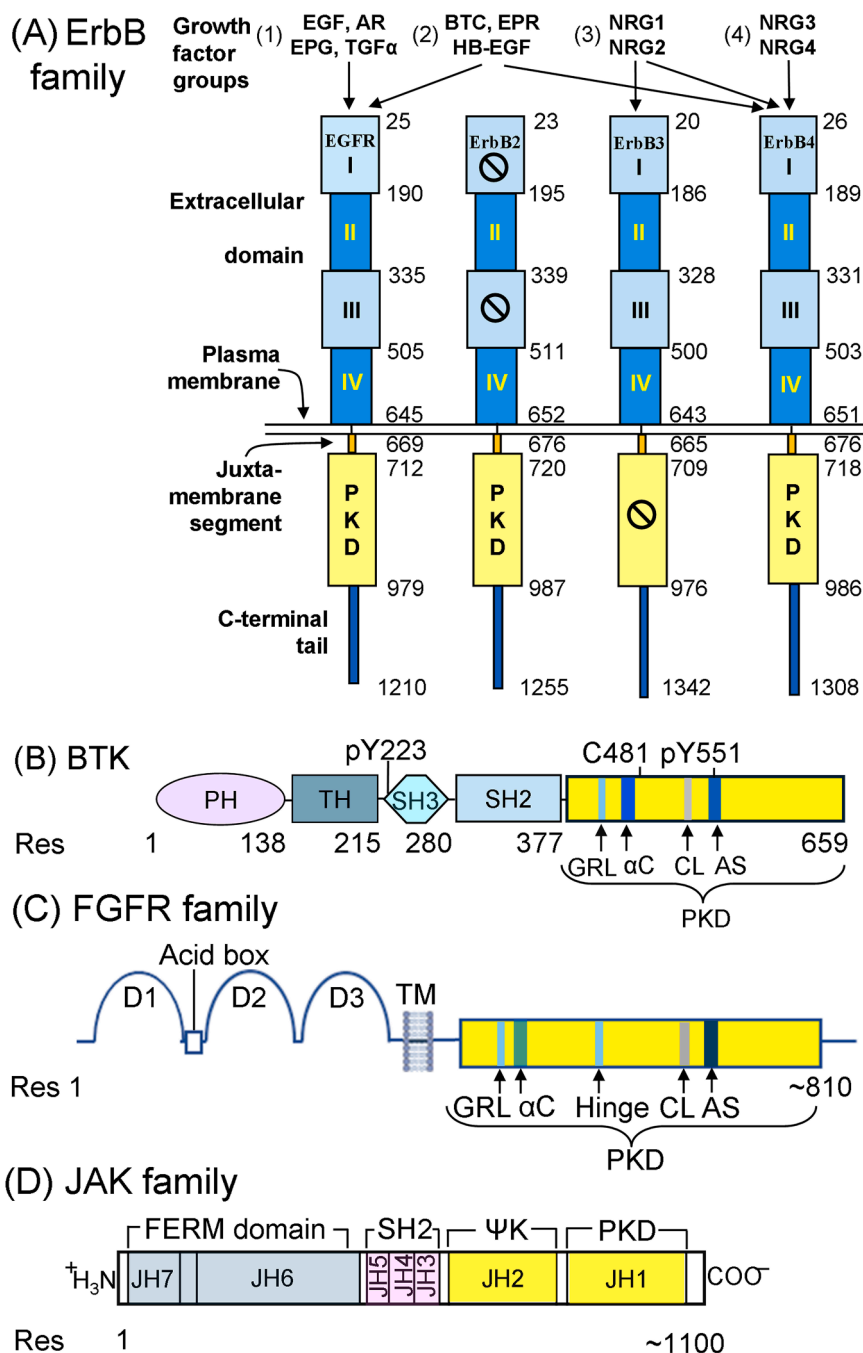 (A) ErbB family
Growth factor groups
(1) EGF, AR
EPG, TGFα
(2) BTC, EPR
HB-EGF
(3) NRG1
NRG2
(4) NRG3
NRG4
25 23 20 26
EGFR ErbB2 ErbB3 ErbB4
I I I
190 195 186 189
Extracellular domain
II II II II
335 339 328 331
III III III
505 511 500 503
Plasma membrane
IV IV IV IV
645 652 643 651
669 676 665 676
Juxta-
membrane
segment
712 720 709 718
PKD PKD PKD
979 987 976 986
C-terminal
tail
1210 1255 1342 1308
(B) BTK
pY223 C481 pY551
PH TH SH3 SH2
Res 1 138 215 280 377 659
GRL αC CL AS
PKD
(C) FGFR family
Acid box
D1 D2 D3 TM
Res 1 ~810
GRL αC Hinge CL AS
PKD
(D) JAK family
FERM domain SH2 ΨK PKD
+H3N JH7 JH6 JH5 JH4 JH3 JH2 JH1 COO−
Res 1 ~1100